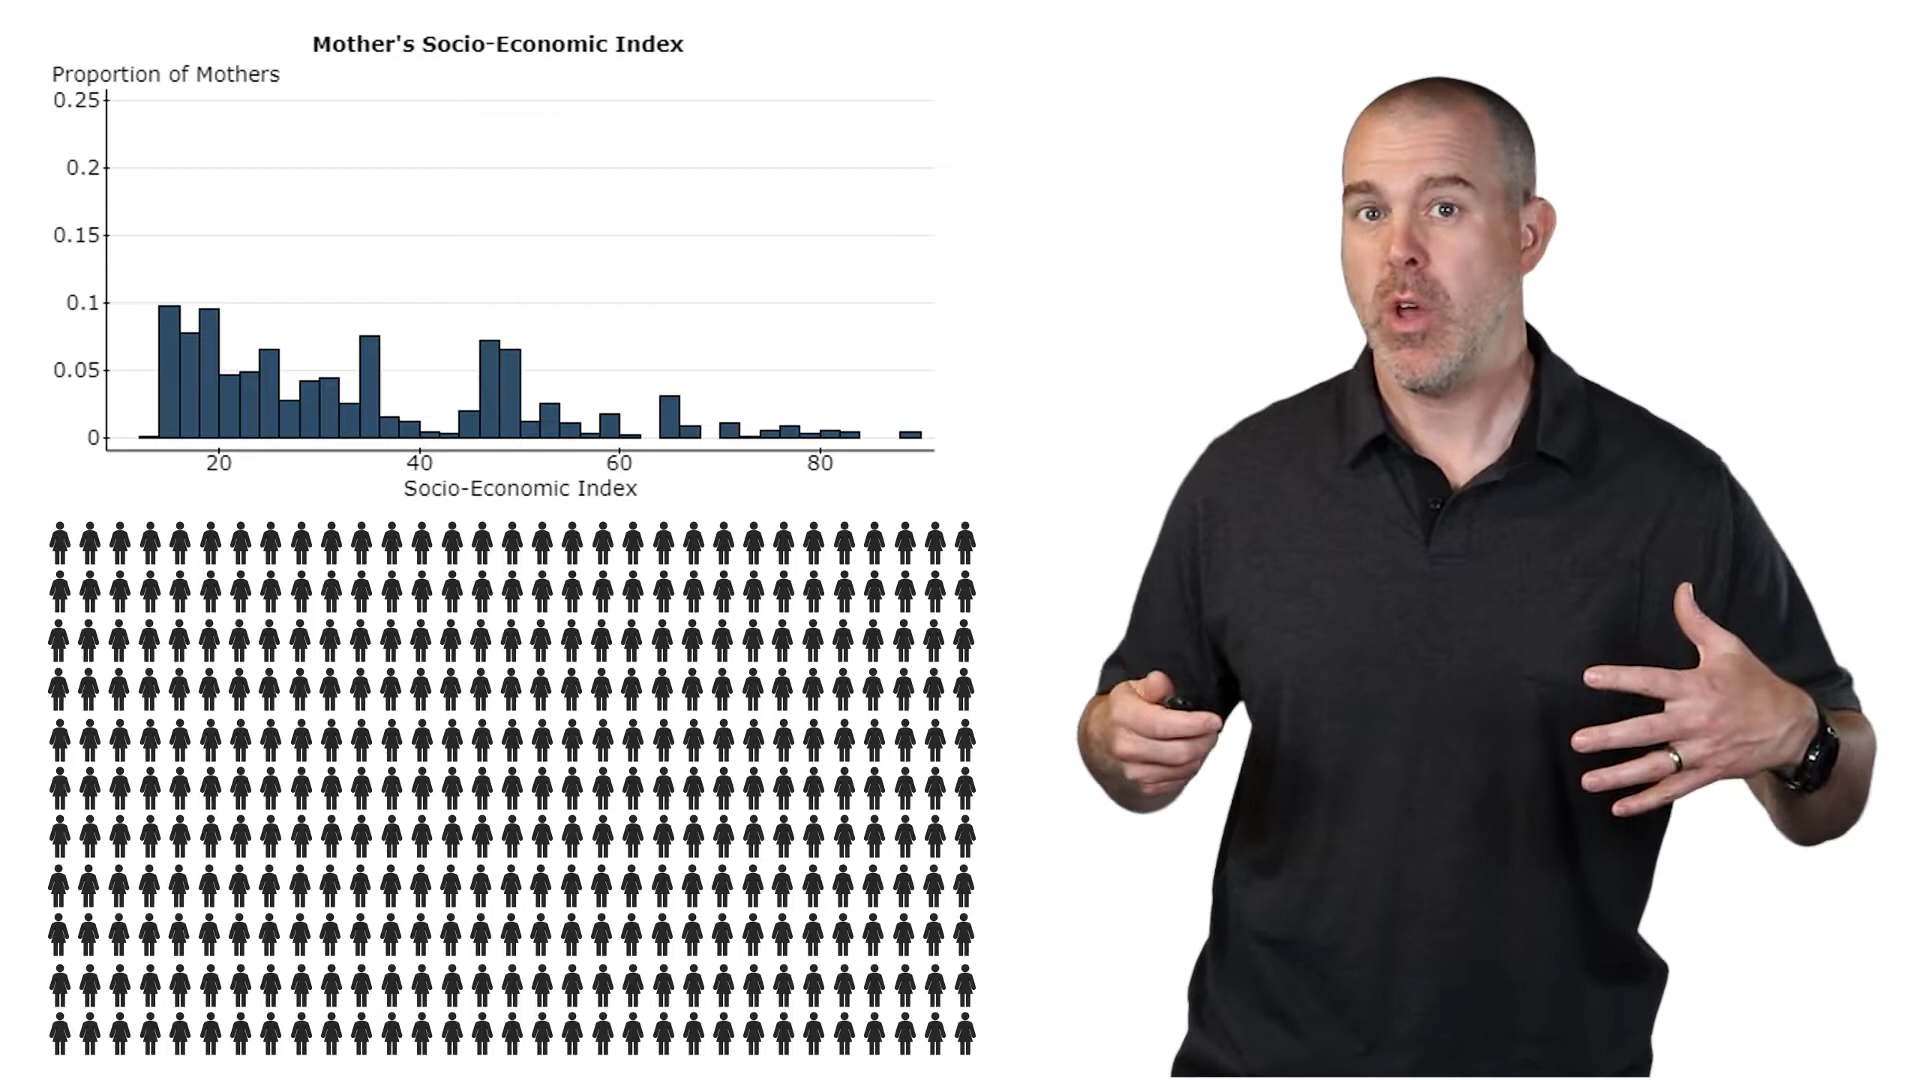 Mother's Socio-Economic Index
Proportion of Mothers
0.25
0.2
0.15
0.1
0.05
0
20 40 60 80
Socio-Economic Index